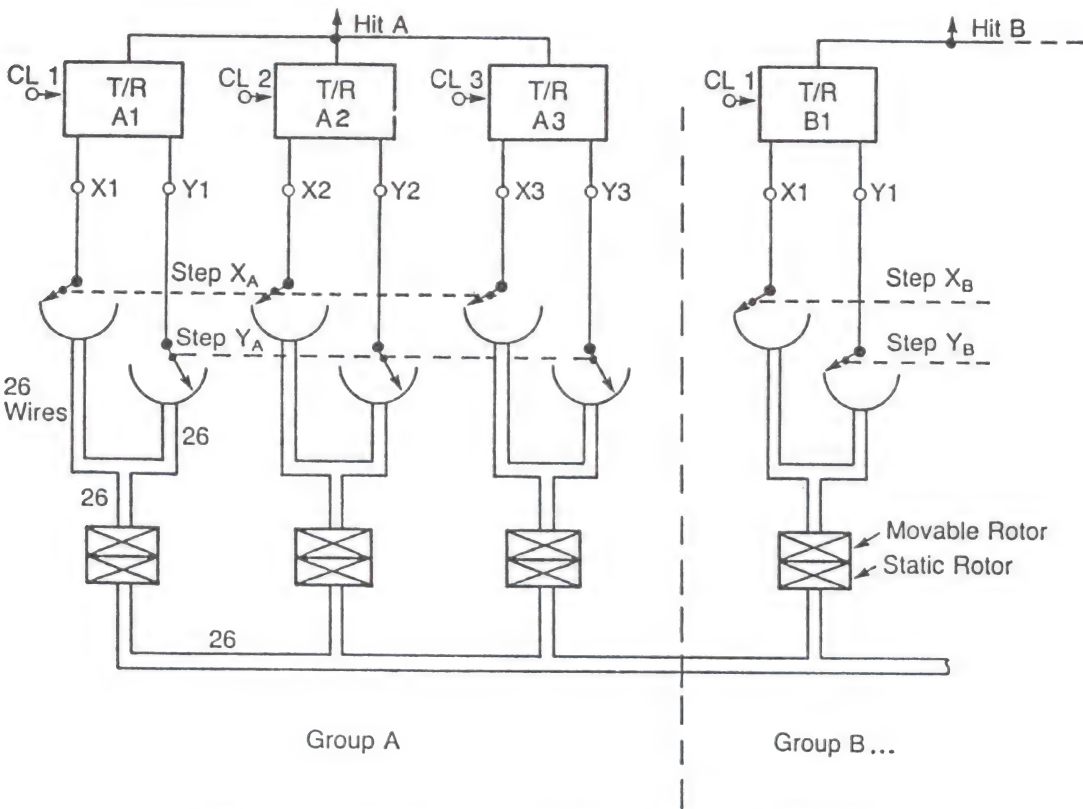 Hit A
Hit B
CL 1
T/R
A1
CL 2
T/R
A2
CL 3
T/R
A3
CL 1
T/R
B1
X1
Y1
X2
Y2
X3
Y3
X1
Y1
Step XA
Step XB
Step YA
Step YB
26
Wires
26
26
Movable Rotor
Static Rotor
26
Group A
Group B...